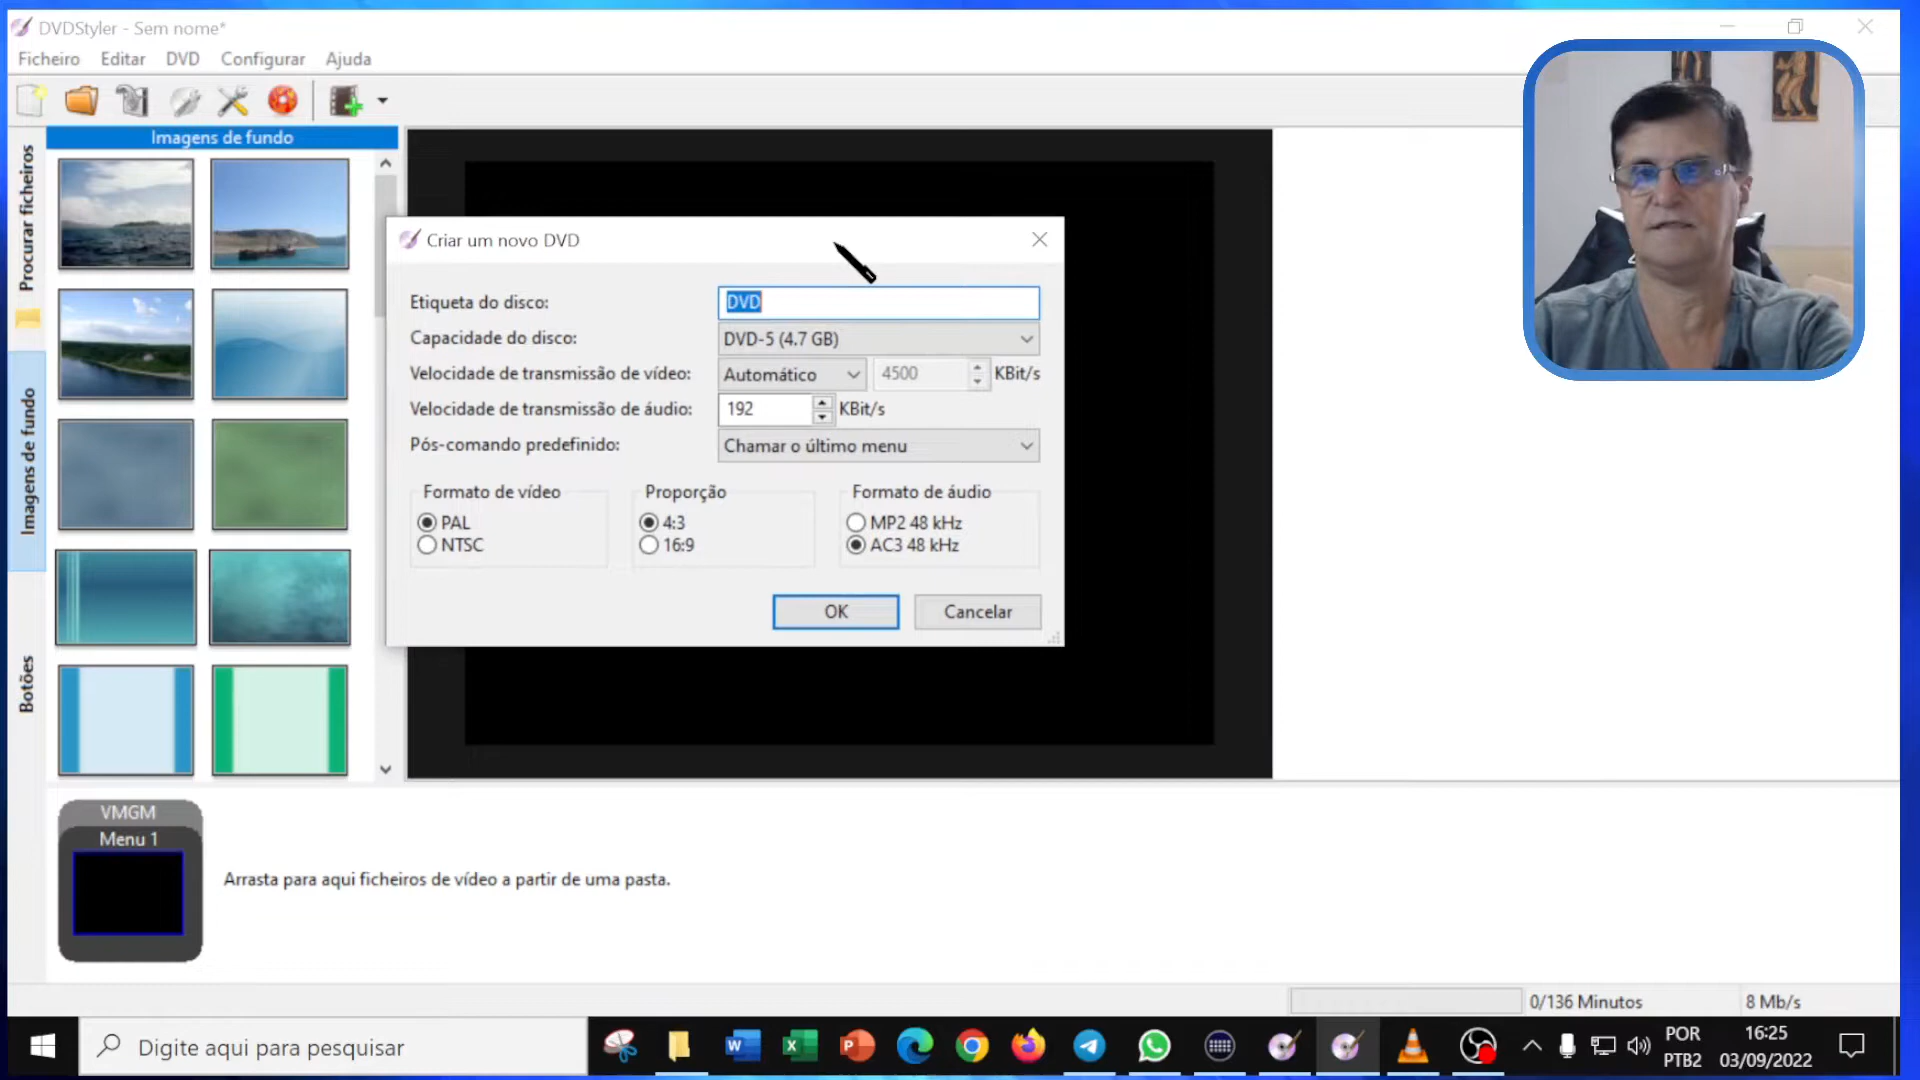 DVDStyler - Sem nome*
Ficheiro Editar DVD Configurar Ajuda
Imagens de fundo
Procurar ficheiros
Imagens de fundo
Botões
Criar um novo DVD
Etiqueta do disco: DVD
Capacidade do disco: DVD-5 (4.7 GB)
Velocidade de transmissão de vídeo: Automático 4500 KBit/s
Velocidade de transmissão de áudio: 192 KBit/s
Pós-comando predefinido: Chamar o último menu
Formato de vídeo Proporção Formato de áudio
PAL 4:3 MP2 48 kHz
NTSC 16:9 AC3 48 kHz
OK Cancelar
VMGM
Menu 1
Arrasta para aqui ficheiros de vídeo a partir de uma pasta.
0/136 Minutos 8 Mb/s
Digite aqui para pesquisar
POR 16:25
PTB2 03/09/2022